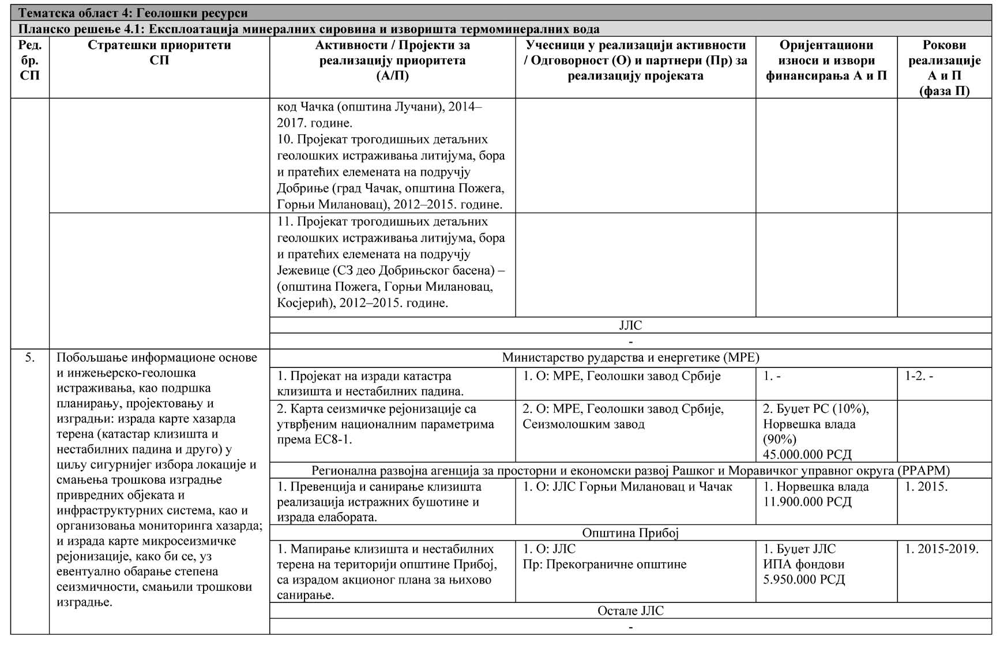 Тематска област 4: Геолошки ресурси
Планско решење 4.1: Експлоатација минералних сировина и изворишта термоминералних вода
Ред.
бр.
СП
Стратешки приоритети
СП
Активности / Пројекти за
реализацију приоритета
(А/П)
Учесници у реализацији активности
/ Одговорност (О) и партнери (Пр) за
реализацију пројеката
Оријентациони
износи и извори
финансирања А и П
Рокови
реализације
А и П
(фаза П)
код Чачка (општина Лучани), 2014–
2017. године.
10. Пројекат трогодишњих детаљних
геолошких истраживања литијума, бора
и пратећих елемената на подручју
Добриње (град Чачак, општина Пожега,
Горњи Милановац), 2012–2015. године.
11. Пројекат трогодишњих детаљних
геолошких истраживања литијума, бора
и пратећих елемената на подручју
Јежевице (СЗ део Добрињског басена) –
(општина Пожега, Горњи Милановац,
Косјерић), 2012–2015. године.
ЈЛС
-
5.
Побољшање информационе основе
и инжењерско-геолошка
истраживања, као подршка
планирању, пројектовању и
изградњи: израда карте хазарда
терена (катастар клизишта и
нестабилних падина и друго) у
циљу сигурнијег избора локације и
смањења трошкова изградње
привредних објеката и
инфраструктурних система, као и
организовања мониторинга хазарда;
и израда карте микросеизмичке
рејонизације, како би се, уз
евентуално обарање степена
сеизмичности, смањили трошкови
изградње.
Министарство рударства и енергетике (МРЕ)
1. Пројекат на изради катастра
клизишта и нестабилних падина.
1. О: МРЕ, Геолошки завод Србије
1. -
1-2. -
2. Карта сеизмичке рејонизације са
утврђеним националним параметрима
према ЕС8-1.
2. О: МРЕ, Геолошки завод Србије,
Сеизмолошким завод
2. Буџет РС (10%),
Норвешка влада
(90%)
45.000.000 РСД
Регионална развојна агенција за просторни и економски развој Рашког и Моравичког управног округа (РРАРМ)
1. Превенција и санирање клизишта
реализација истражних бушотине и
израда елабората.
1. О: ЈЛС Горњи Милановац и Чачак
1. Норвешка влада
11.900.000 РСД
1. 2015.
Општина Прибој
1. Мапирање клизишта и нестабилних
терена на територији општине Прибој,
са израдом акционог плана за њихово
санирање.
1. О: ЈЛС
Пр: Прекограничне општине
1. Буџет ЈЛС
ИПА фондови
5.950.000 РСД
1. 2015-2019.
Остале ЈЛС
-